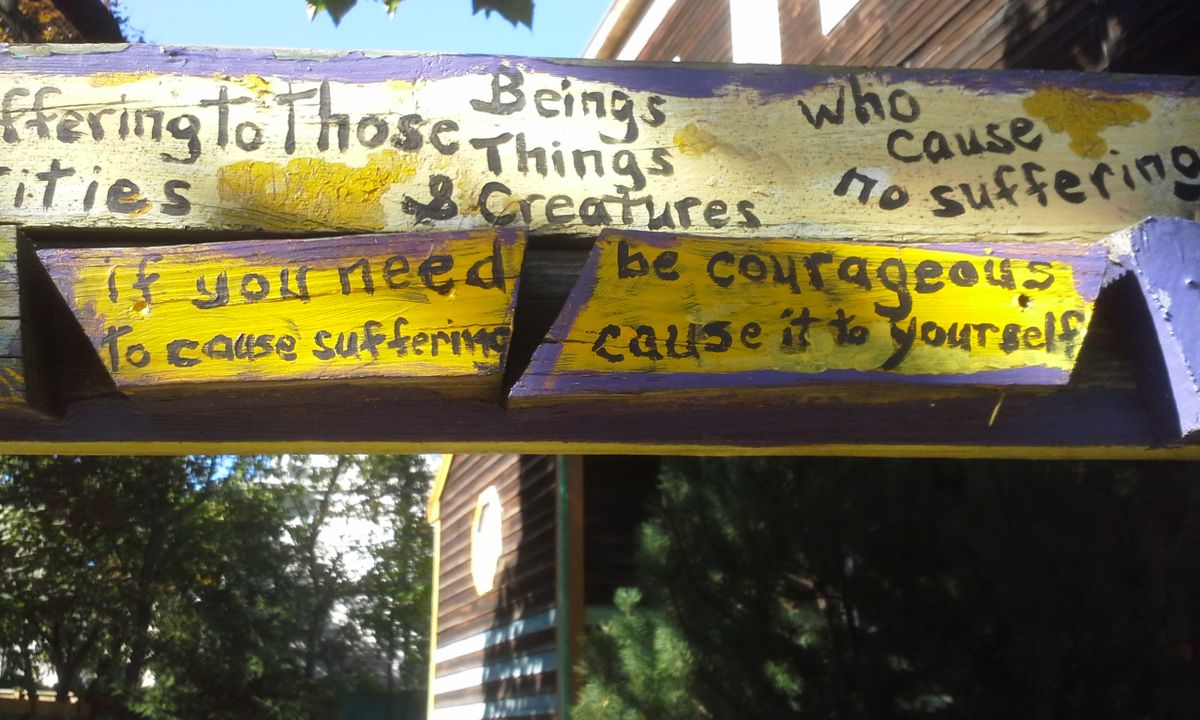 ffering to Those Beings who
Things cause
ities & Creatures no suffering
if you need be courageous
to cause suffering cause it to yourself